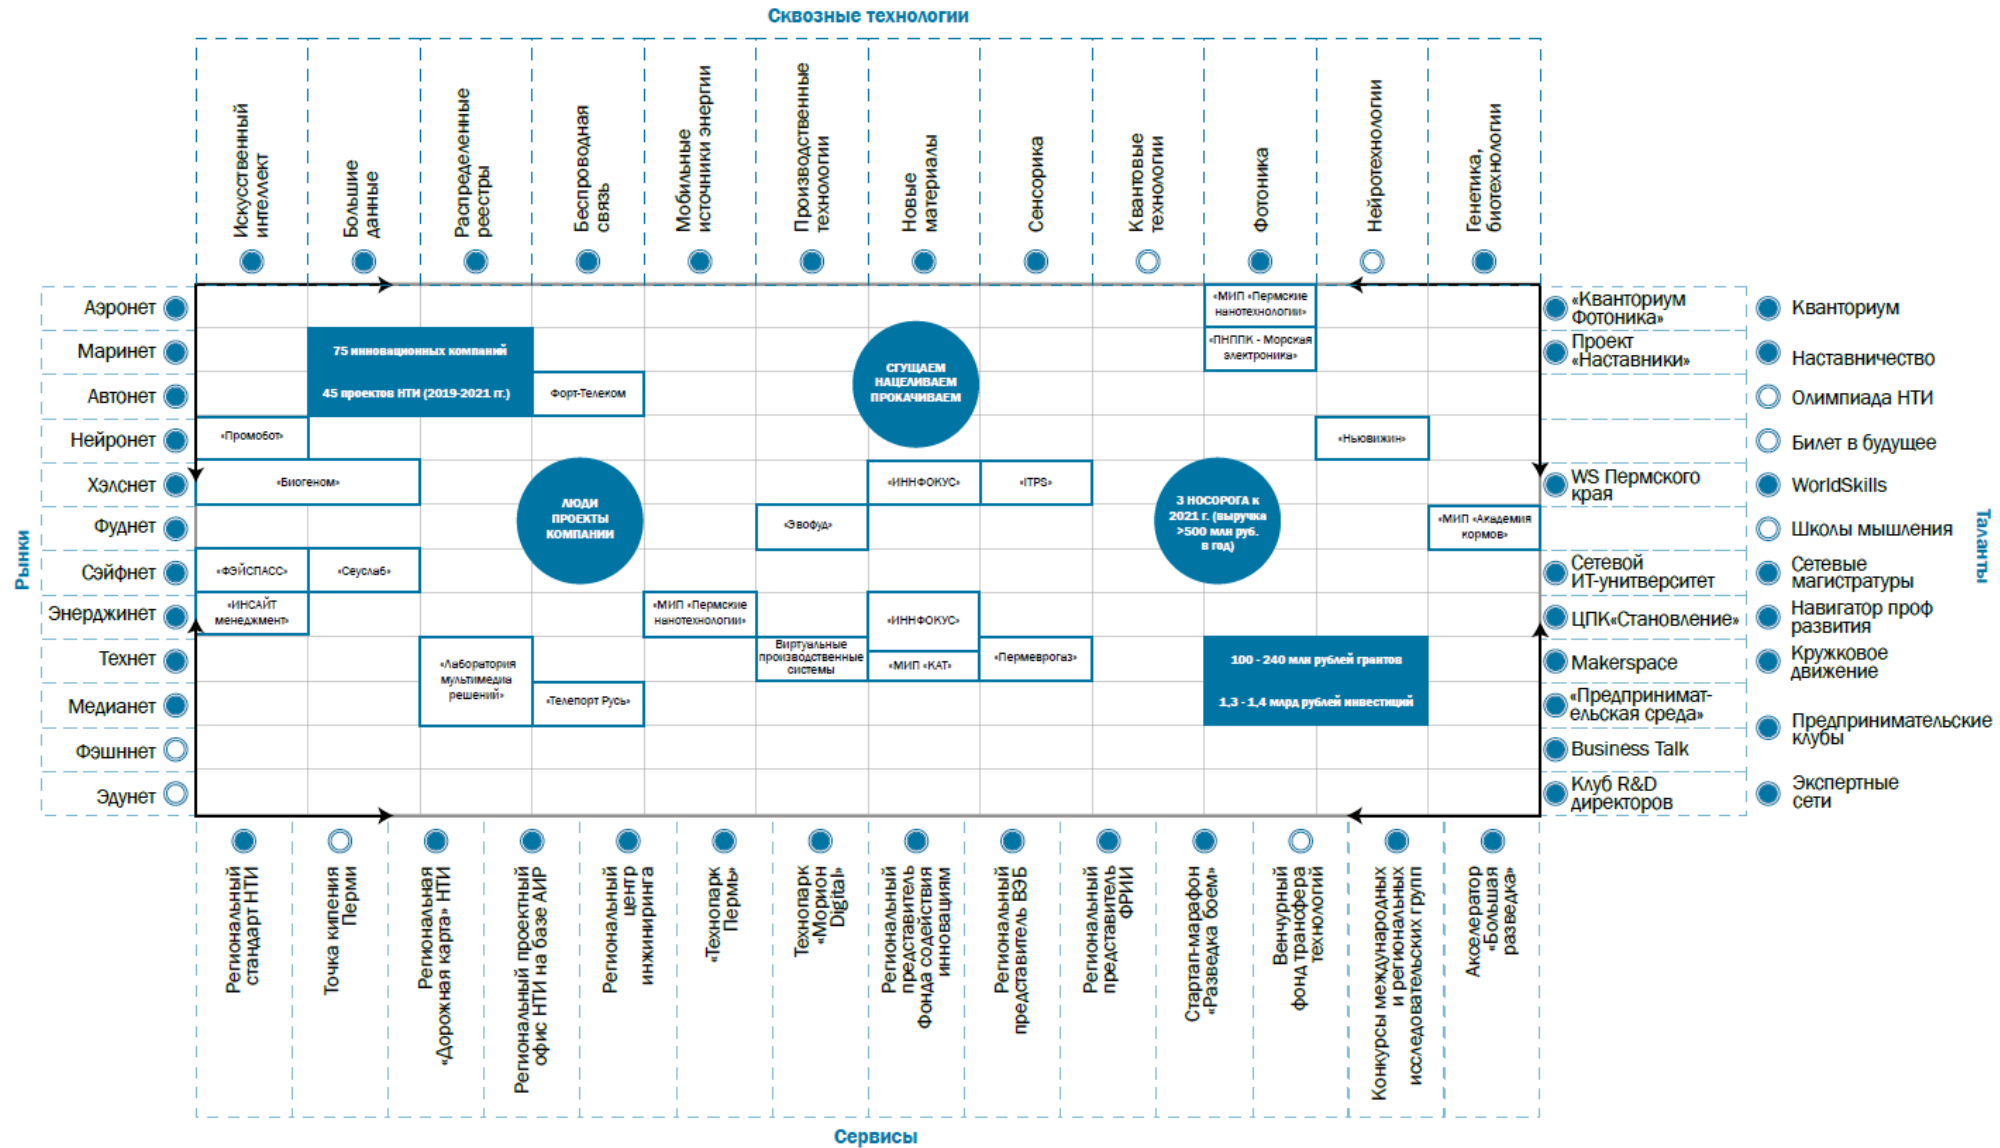 Сквозные технологии
Искусственный
интеллект
Большие
данные
Распределенные
реестры
Беспроводная
связь
Мобильные
источники энергии
Производственные
технологии
Новые
материалы
Сенсорика
Квантовые
технологии
Фотоника
Нейротехнологии
Генетика,
биотехнологии
Рынки
Аэронет
Маринет
Автонет
Нейронет
Хэлснет
Фуднет
Сэйфнет
Энерджинет
Технет
Медианет
Фэшннет
Эдунет
«МИП «Пермские
нанотехнологии»
«ПНППК - Морская
электроника»
75 инновационных компаний
45 проектов НТИ (2019-2021 гг.)
Форт-Телеком
СГУЩАЕМ
НАЦЕЛИВАЕМ
ПРОКАЧИВАЕМ
«Промобот»
«Ньювижин»
«Биогеном»
«ИННФОКУС»
«ITPS»
ЛЮДИ
ПРОЕКТЫ
КОМПАНИИ
3 НОСОРОГА К
2021 г. (выручка
>500 млн руб.
в год)
«Эвофуд»
«МИП «Академия
кормов»
«ФЭЙСПАСС»
«Сеуслаб»
«ИНСАЙТ
менеджмент»
«МИП «Пермские
нанотехнологии»
«ИННФОКУС»
«Лаборатория
мультимедиа
решений»
Виртуальные
производственные
системы
«МИП «КАТ»
«Пермеврогаз»
100 - 240 млн рублей грантов
1,3 - 1,4 млрд рублей инвестиций
«Телепорт Русь»
«Кванториум
Фотоника»
Проект
«Наставники»
WS Пермского
края
Сетевой
ИТ-унитверситет
ЦПК«Становление»
Makerspace
«Предпринимат-
ельская среда»
Business Talk
Клуб R&D
директоров
Кванториум
Наставничество
Олимпиада НТИ
Билет в будущее
WorldSkills
Школы мышления
Сетевые
магистратуры
Навигатор проф
развития
Кружковое
движение
Предпринимательские
клубы
Экспертные
сети
Таланты
Региональный
стандарт НТИ
Точка кипения
Перми
Региональная
«Дорожная карта» НТИ
Региональный проектный
офис НТИ на базе АИР
Региональный
центр
инжиниринга
«Технопарк
Пермь»
Технопарк
«Морион
Digital»
Региональный
представитель
Фонда содействия
инновациям
Региональный
представитель ВЭБ
Региональный
представитель
ФРИИ
Стартап-марафон
«Разведка боем»
Венчурный
фонд трансфера
технологий
Конкурсы международных
и региональных
исследовательских групп
Акселератор
«Большая
разведка»
Сервисы